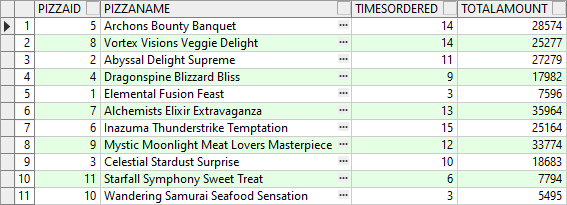 PIZZAID PIZZANAME TIMESORDERED TOTALAMOUNT
1 5 Archons Bounty Banquet ... 14 28574
2 8 Vortex Visions Veggie Delight ... 14 25277
3 2 Abyssal Delight Supreme ... 11 27279
4 4 Dragonspine Blizzard Bliss ... 9 17982
5 1 Elemental Fusion Feast ... 3 7596
6 7 Alchemists Elixir Extravaganza ... 13 35964
7 6 Inazuma Thunderstrike Temptation ... 15 25164
8 9 Mystic Moonlight Meat Lovers Masterpiece ... 12 33774
9 3 Celestial Stardust Surprise ... 10 18683
10 11 Starfall Symphony Sweet Treat ... 6 7794
11 10 Wandering Samurai Seafood Sensation ... 3 5495